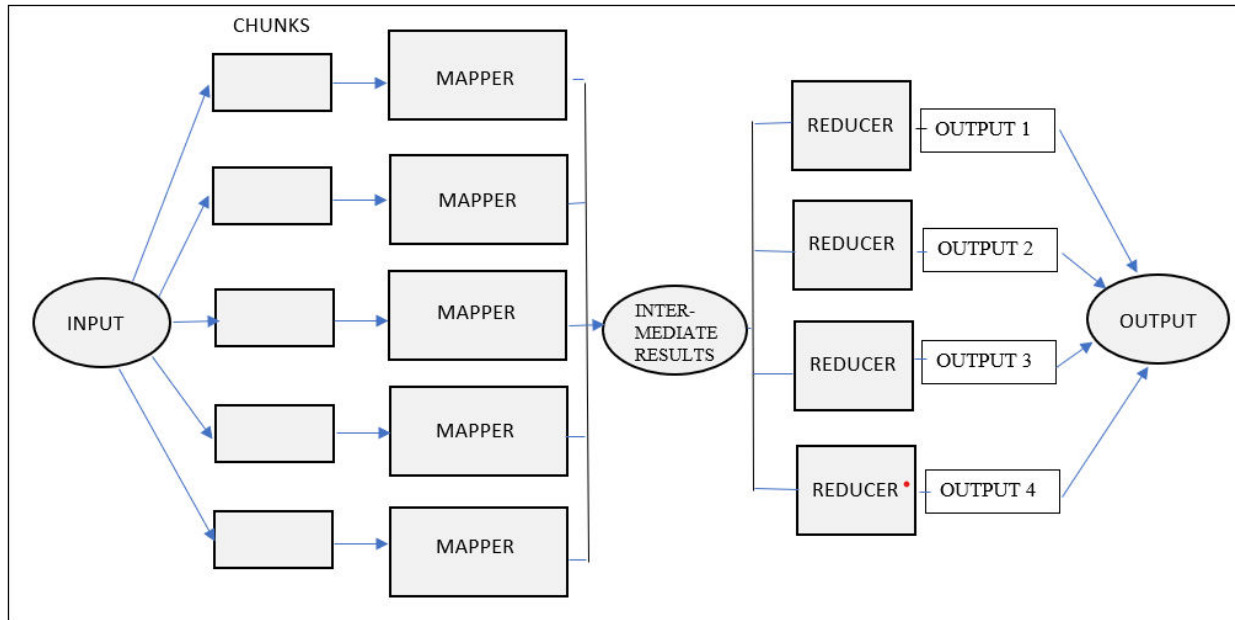 CHUNKS
MAPPER
MAPPER
MAPPER
MAPPER
MAPPER
INPUT
INTER-
MEDIATE
RESULTS
REDUCER
OUTPUT 1
REDUCER
OUTPUT 2
REDUCER
OUTPUT 3
REDUCER
OUTPUT 4
OUTPUT